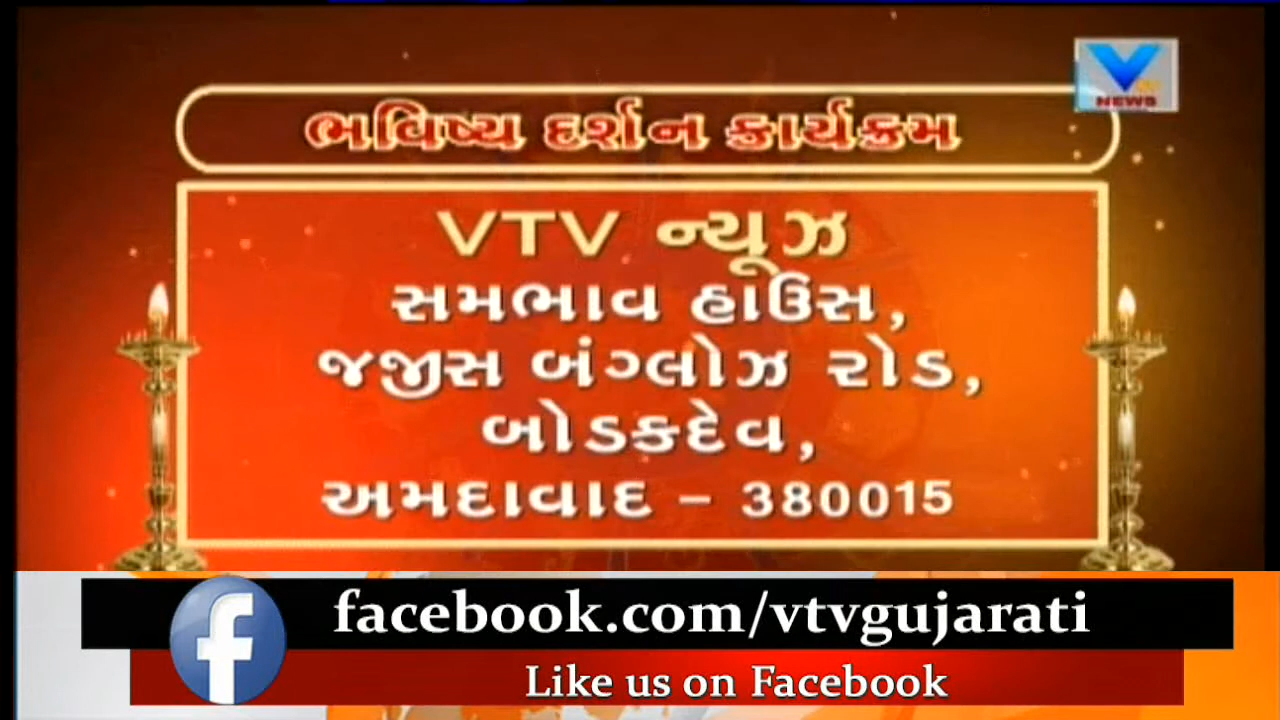 NEWS
ભવિષ્ય દર્શન કાર્યક્રમ
VTV ન્યૂઝ
સમભાવ હાઉસ,
જજીસ બંગ્લોઝ રોડ,
બોડકદેવ,
અમદાવાદ – 380015
facebook.com/vtvgujarati
Like us on Facebook